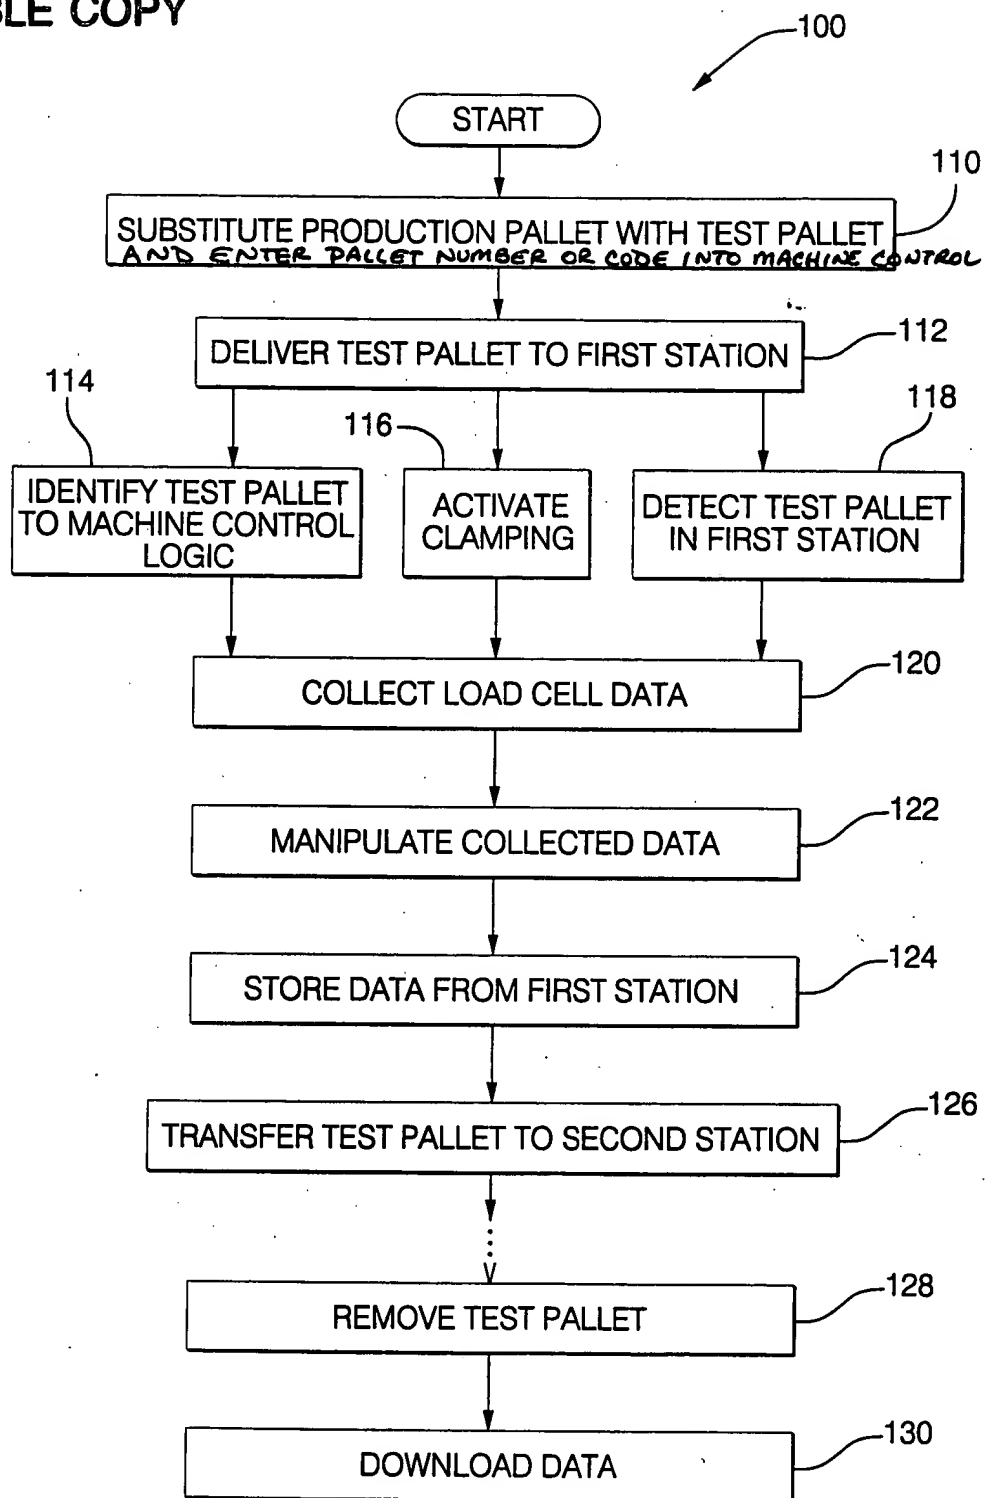 BLE COPY
100
START
110
SUBSTITUTE PRODUCTION PALLET WITH TEST PALLET
AND ENTER PALLET NUMBER OR CODE INTO MACHINE CONTROL
112
DELIVER TEST PALLET TO FIRST STATION
114
116
118
IDENTIFY TEST PALLET
TO MACHINE CONTROL
LOGIC
ACTIVATE
CLAMPING
DETECT TEST PALLET
IN FIRST STATION
120
COLLECT LOAD CELL DATA
122
MANIPULATE COLLECTED DATA
124
STORE DATA FROM FIRST STATION
126
TRANSFER TEST PALLET TO SECOND STATION
128
REMOVE TEST PALLET
130
DOWNLOAD DATA